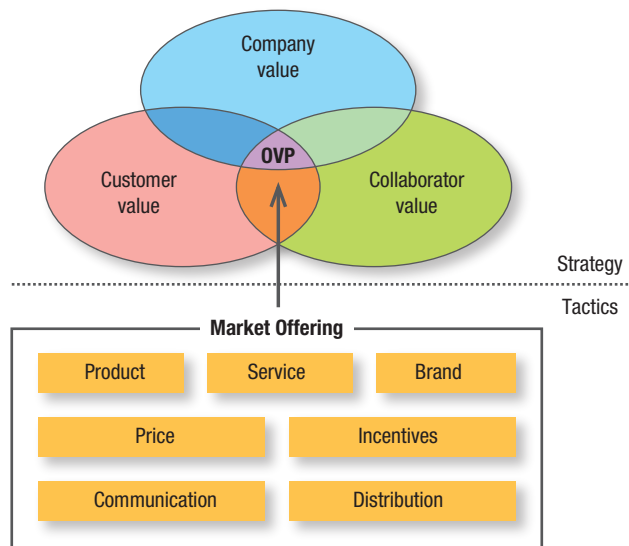 Company
value
OVP
Customer
value
Collaborator
value
Strategy
Tactics
Market Offering
Product
Service
Brand
Price
Incentives
Communication
Distribution